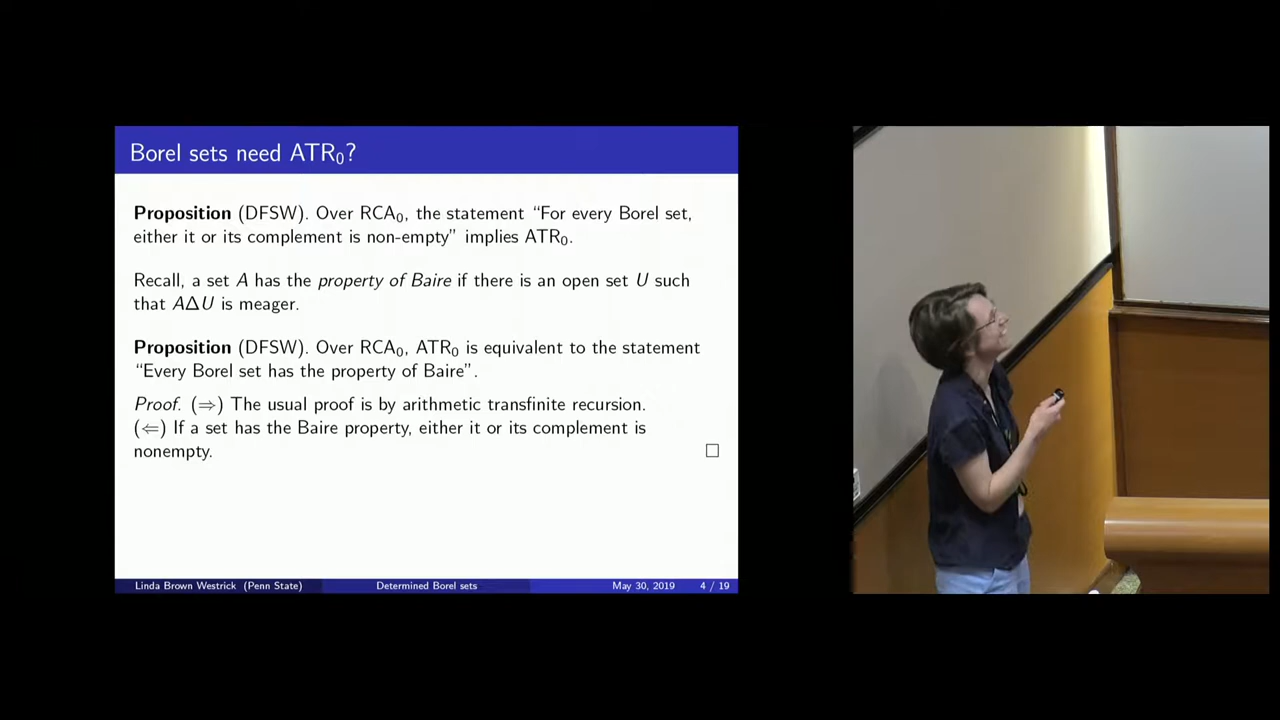 Borel sets need ATR₀?
Proposition (DFSW). Over RCA₀, the statement “For every Borel set,
either it or its complement is non-empty” implies ATR₀.
Recall, a set A has the property of Baire if there is an open set U such
that AΔU is meager.
Proposition (DFSW). Over RCA₀, ATR₀ is equivalent to the statement
“Every Borel set has the property of Baire”.
Proof. (⇒) The usual proof is by arithmetic transfinite recursion.
(⇐) If a set has the Baire property, either it or its complement is
nonempty. □
Linda Brown Westrick (Penn State) Determined Borel sets May 30, 2019 4 / 19